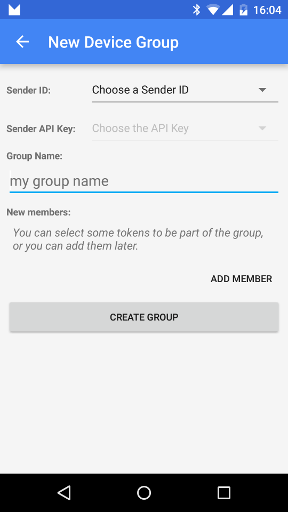 16:04
New Device Group
Sender ID: Choose a Sender ID
Sender API Key: Choose the API Key
Group Name:
my group name
New members:
You can select some tokens to be part of the group,
or you can add them later.
ADD MEMBER
CREATE GROUP